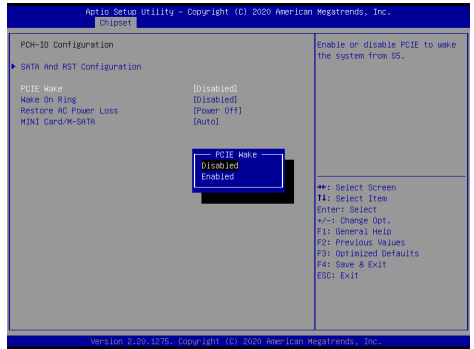 Aptio Setup Utility – Copyright (C) 2020 American Megatrends, Inc.
Chipset
PCH-IO Configuration
SATA And RST Configuration
PCIE Wake [Disabled]
Wake On Ring [Disabled]
Restore AC Power Loss [Power Off]
MINI Card/M-SATA [Auto]
PCIE Wake
Disabled
Enabled
Enable or disable PCIE to wake
the system from S5.
→←: Select Screen
↑↓: Select Item
Enter: Select
+/-: Change Opt.
F1: General Help
F2: Previous Values
F3: Optimized Defaults
F4: Save & Exit
ESC: Exit
Version 2.20.1275. Copyright (C) 2020 American Megatrends, Inc.